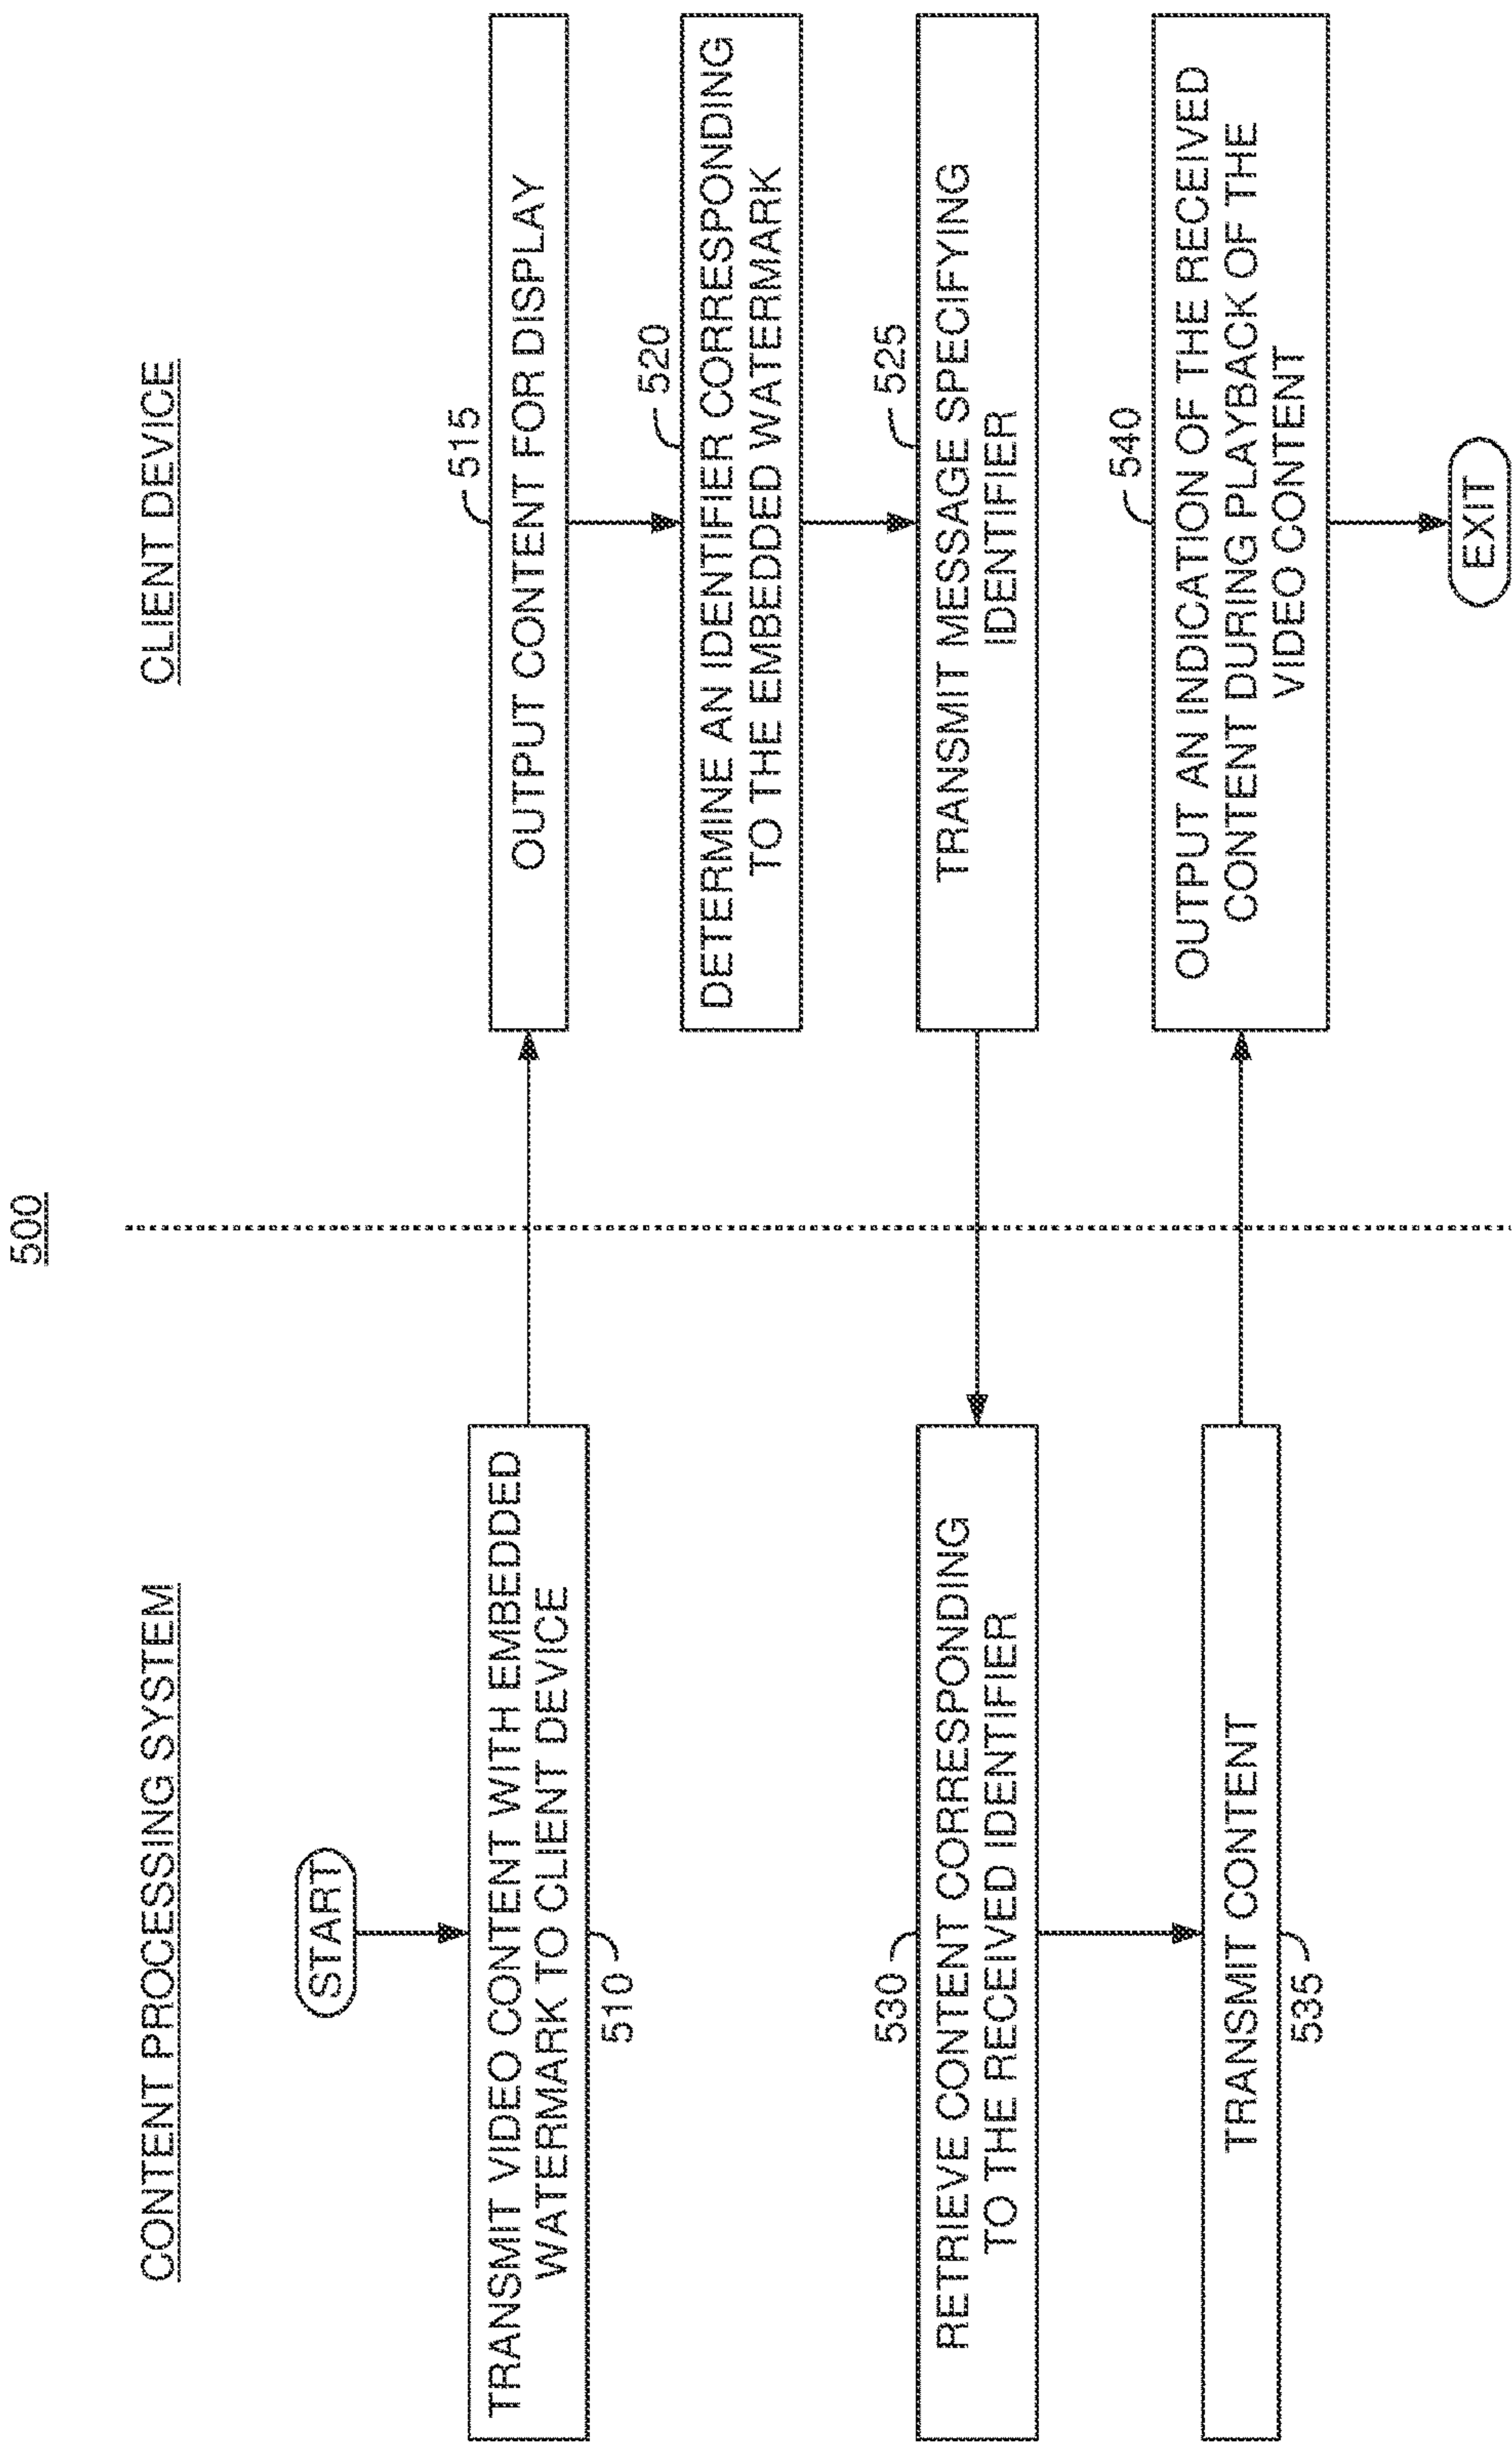 500
CONTENT PROCESSING SYSTEM
CLIENT DEVICE
START
TRANSMIT VIDEO CONTENT WITH EMBEDDED
WATERMARK TO CLIENT DEVICE
510
515
OUTPUT CONTENT FOR DISPLAY
520
DETERMINE AN IDENTIFIER CORRESPONDING
TO THE EMBEDDED WATERMARK
525
TRANSMIT MESSAGE SPECIFYING
IDENTIFIER
530
RETRIEVE CONTENT CORRESPONDING
TO THE RECEIVED IDENTIFIER
TRANSMIT CONTENT
535
540
OUTPUT AN INDICATION OF THE RECEIVED
CONTENT DURING PLAYBACK OF THE
VIDEO CONTENT
EXIT